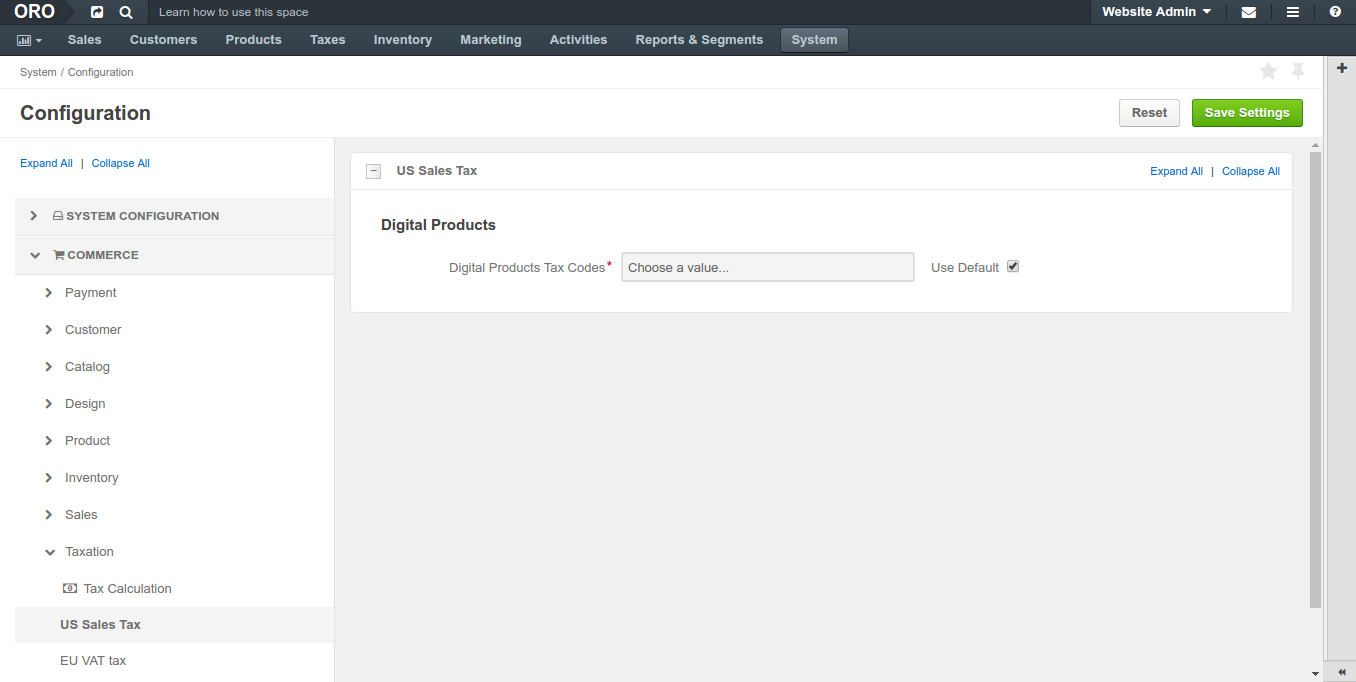 ORO Learn how to use this space Website Admin
Sales Customers Products Taxes Inventory Marketing Activities Reports & Segments System
System / Configuration
Configuration
Reset Save Settings
Expand All | Collapse All
SYSTEM CONFIGURATION
COMMERCE
Payment
Customer
Catalog
Design
Product
Inventory
Sales
Taxation
Tax Calculation
US Sales Tax
EU VAT tax
US Sales Tax Expand All | Collapse All
Digital Products
Digital Products Tax Codes* Choose a value... Use Default